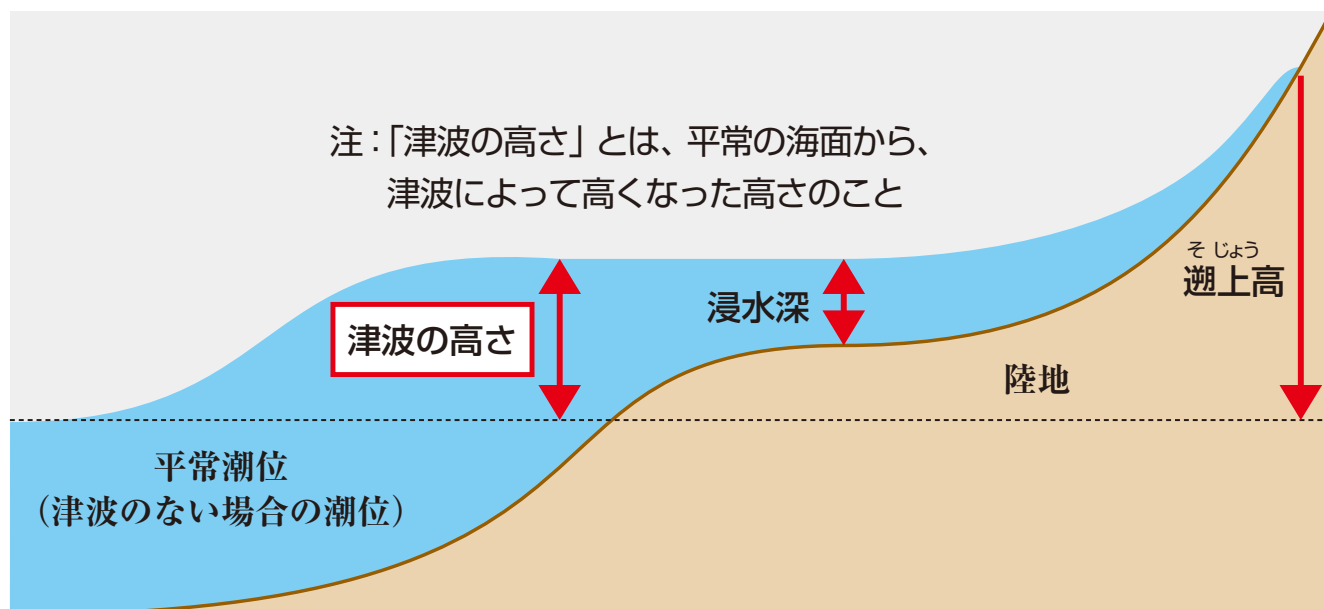 注：「津波の高さ」とは、平常の海面から、
津波によって高くなった高さのこと
津波の高さ
浸水深
そ じょう
遡上高
陸地
平常潮位
（津波のない場合の潮位）